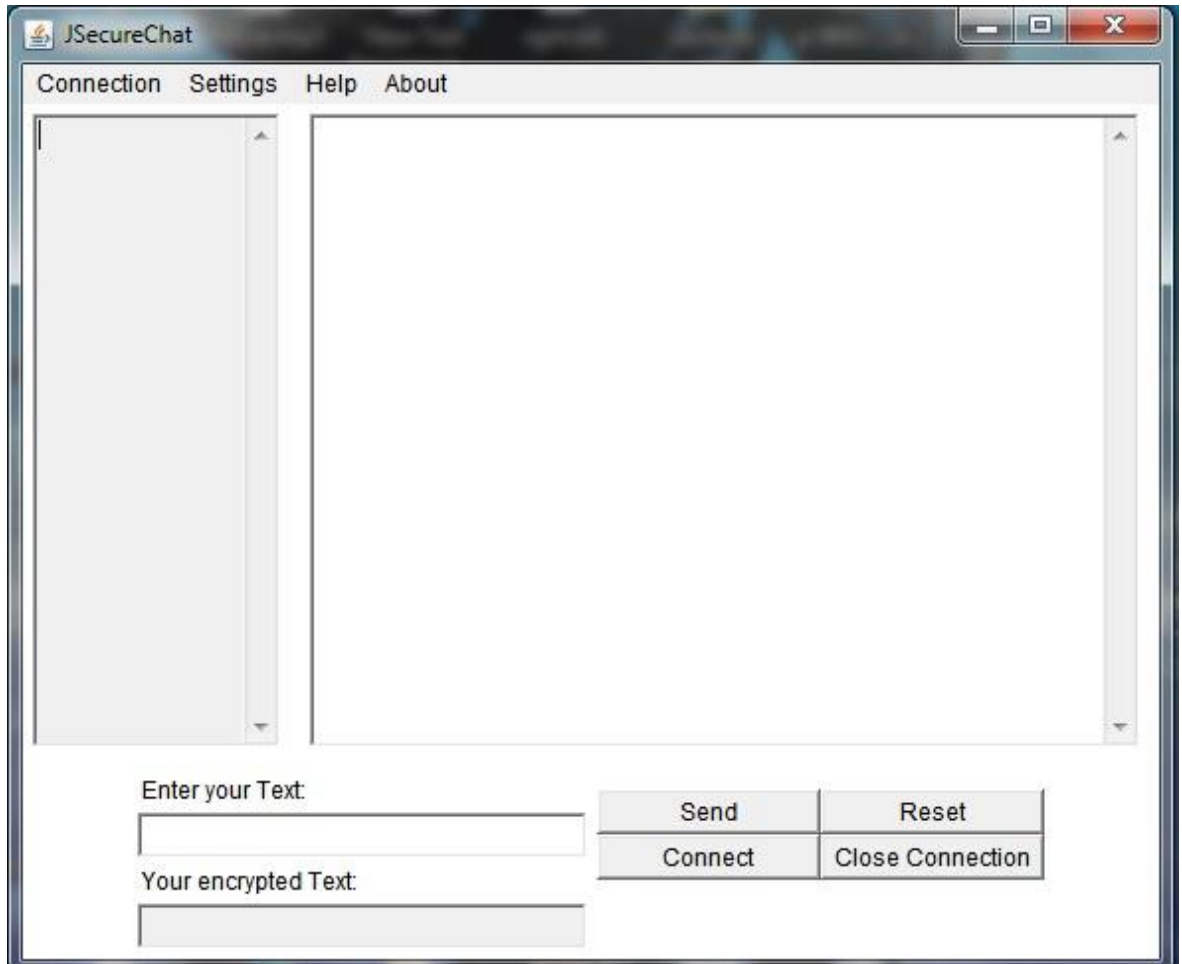 JSecureChat
Connection Settings Help About
Enter your Text:
Send Reset
Connect Close Connection
Your encrypted Text: